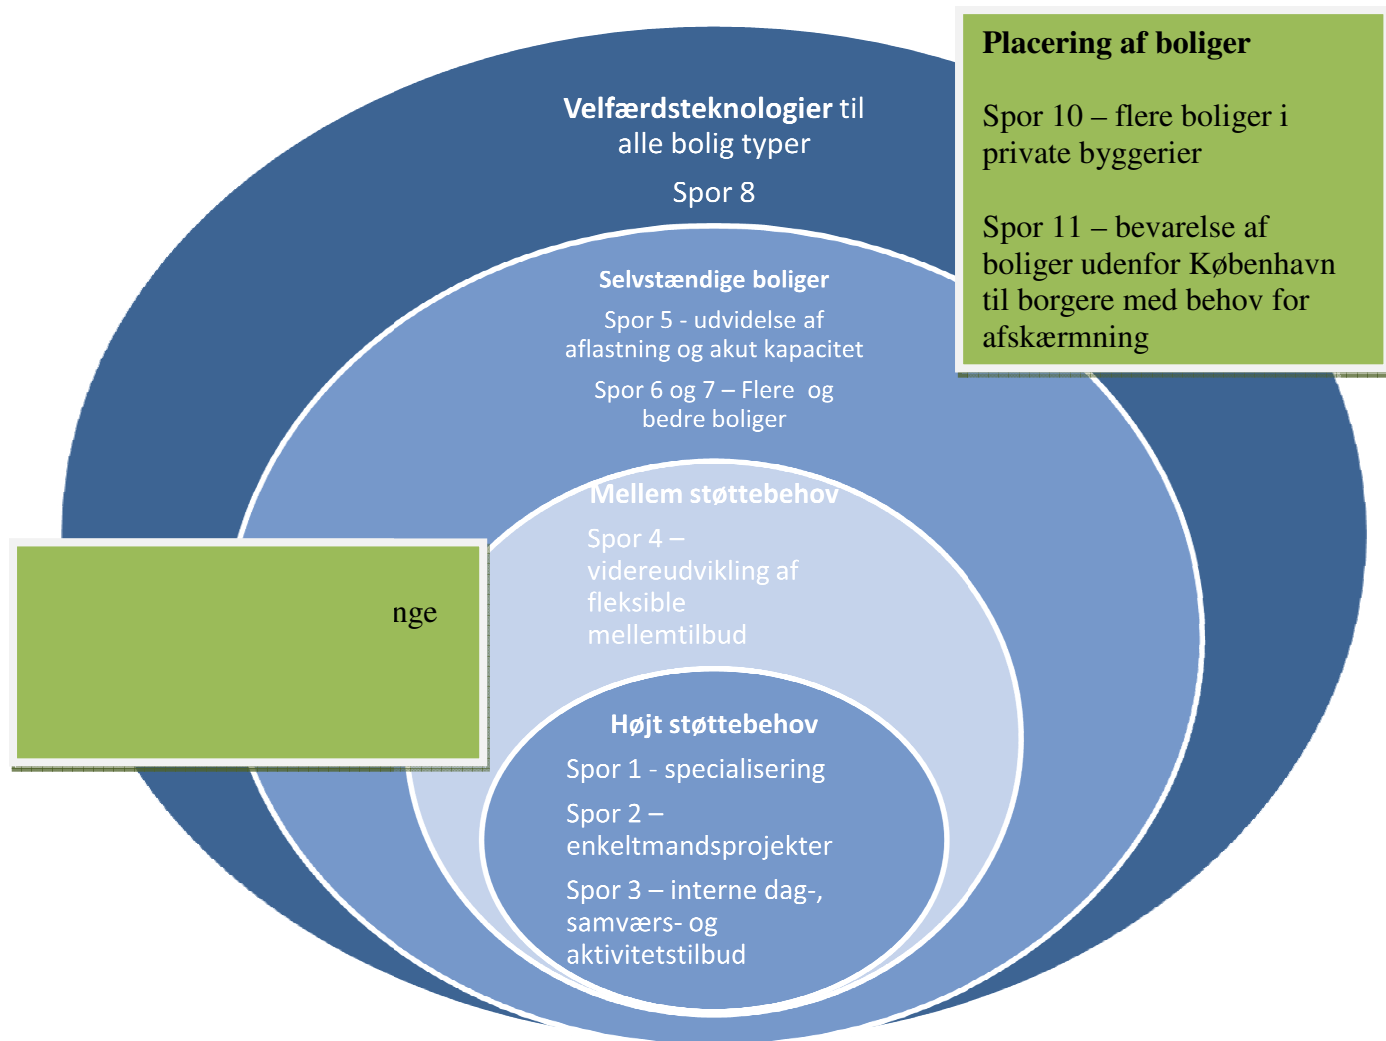 Velfærdsteknologier til
alle bolig typer
Spor 8
Placering af boliger
Spor 10 – flere boliger i
private byggerier
Spor 11 – bevarelse af
boliger udenfor København
til borgere med behov for
afskærmning
Selvstændige boliger
Spor 5 - udvidelse af
aflastning og akut kapacitet
Spor 6 og 7 – Flere og
bedre boliger
Mellem støttebehov
Spor 4 –
videreudvikling af
fleksible
mellemtilbud
nge
Højt støttebehov
Spor 1 - specialisering
Spor 2 –
enkeltmandsprojekter
Spor 3 – interne dag-,
samværs- og
aktivitetstilbud